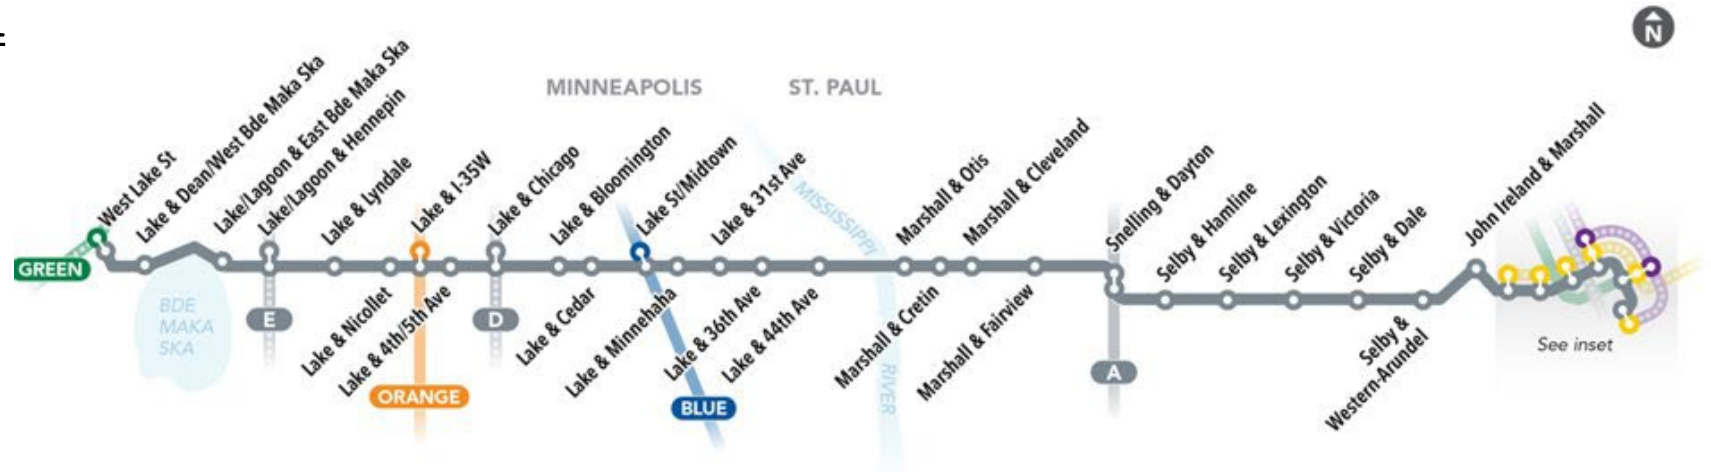 N
MINNEAPOLIS
ST. PAUL
West Lake St
Lake & Dean/West Bde Maka Ska
Lake/Lagoon & East Bde Maka Ska
Lake/Lagoon & Hennepin
Lake & Lyndale
Lake & I-35W
Lake & Chicago
Lake & Bloomington
Lake St/Midtown
Lake & 31st Ave
MISSISSIPPI
RIVER
Marshall & Otis
Marshall & Cleveland
Snelling & Dayton
Selby & Hamline
Selby & Lexington
Selby & Victoria
Selby & Dale
John Ireland & Marshall
GREEN
BDE
MAKA
SKA
E
Lake & Nicollet
Lake & 4th/5th Ave
ORANGE
D
Lake & Cedar
Lake & Minnehaha
Lake & 36th Ave
BLUE
Lake & 44th Ave
Marshall & Cretin
Marshall & Fairview
A
Selby &
Western-Arundel
See inset